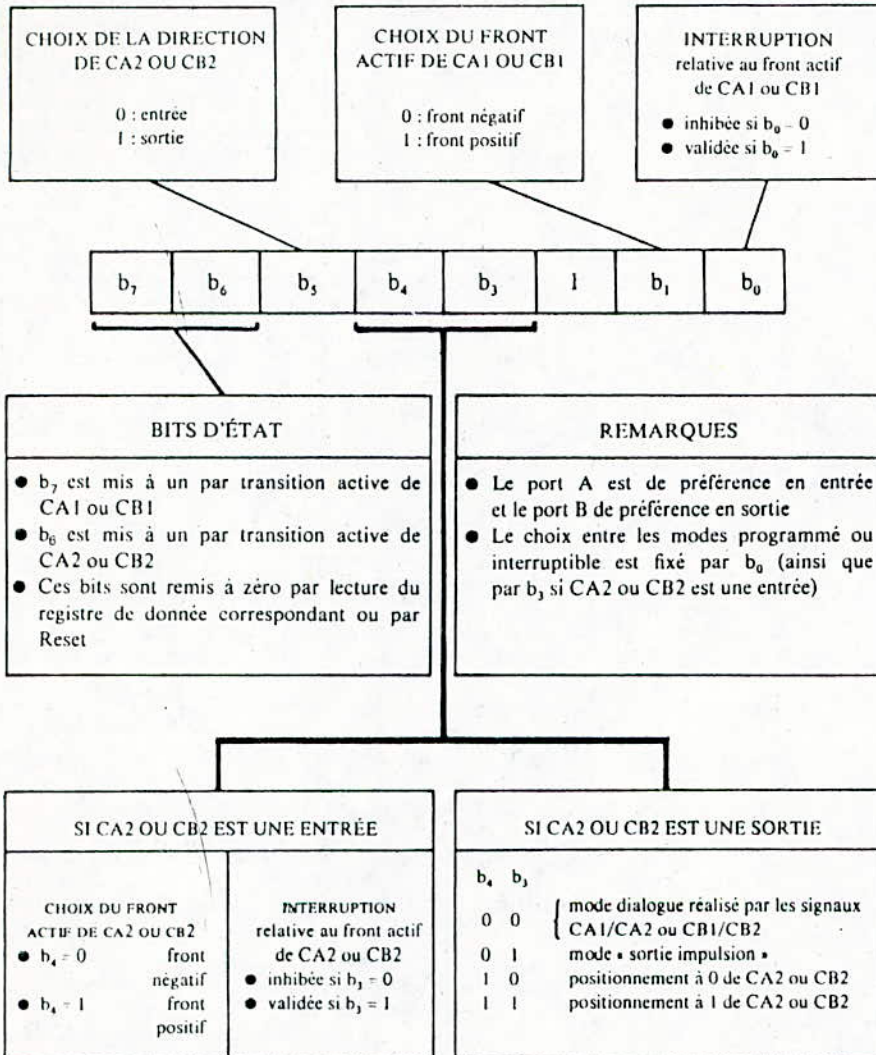 CHOIX DE LA DIRECTION
DE CA2 OU CB2
0 : entrée
1 : sortie
CHOIX DU FRONT
ACTIF DE CA1 OU CB1
0 : front négatif
1 : front positif
INTERRUPTION
relative au front actif
de CA1 ou CB1
● inhibée si b₀ = 0
● validée si b₀ = 1
b₇ b₆ b₅ b₄ b₃ 1 b₁ b₀
BITS D'ÉTAT
● b₇ est mis à un par transition active de
CA1 ou CB1
● b₆ est mis à un par transition active de
CA2 ou CB2
● Ces bits sont remis à zéro par lecture du
registre de donnée correspondant ou par
Reset
REMARQUES
● Le port A est de préférence en entrée
et le port B de préférence en sortie
● Le choix entre les modes programmé ou
interruptible est fixé par b₀ (ainsi que
par b₃ si CA2 ou CB2 est une entrée)
SI CA2 OU CB2 EST UNE ENTRÉE
CHOIX DU FRONT
ACTIF DE CA2 OU CB2
● b₄ = 0 front
négatif
● b₄ = 1 front
positif
INTERRUPTION
relative au front actif
de CA2 ou CB2
● inhibée si b₃ = 0
● validée si b₃ = 1
SI CA2 OU CB2 EST UNE SORTIE
b₄ b₃
0 0 { mode dialogue réalisé par les signaux
CA1/CA2 ou CB1/CB2
0 1 mode « sortie impulsion »
1 0 positionnement à 0 de CA2 ou CB2
1 1 positionnement à 1 de CA2 ou CB2